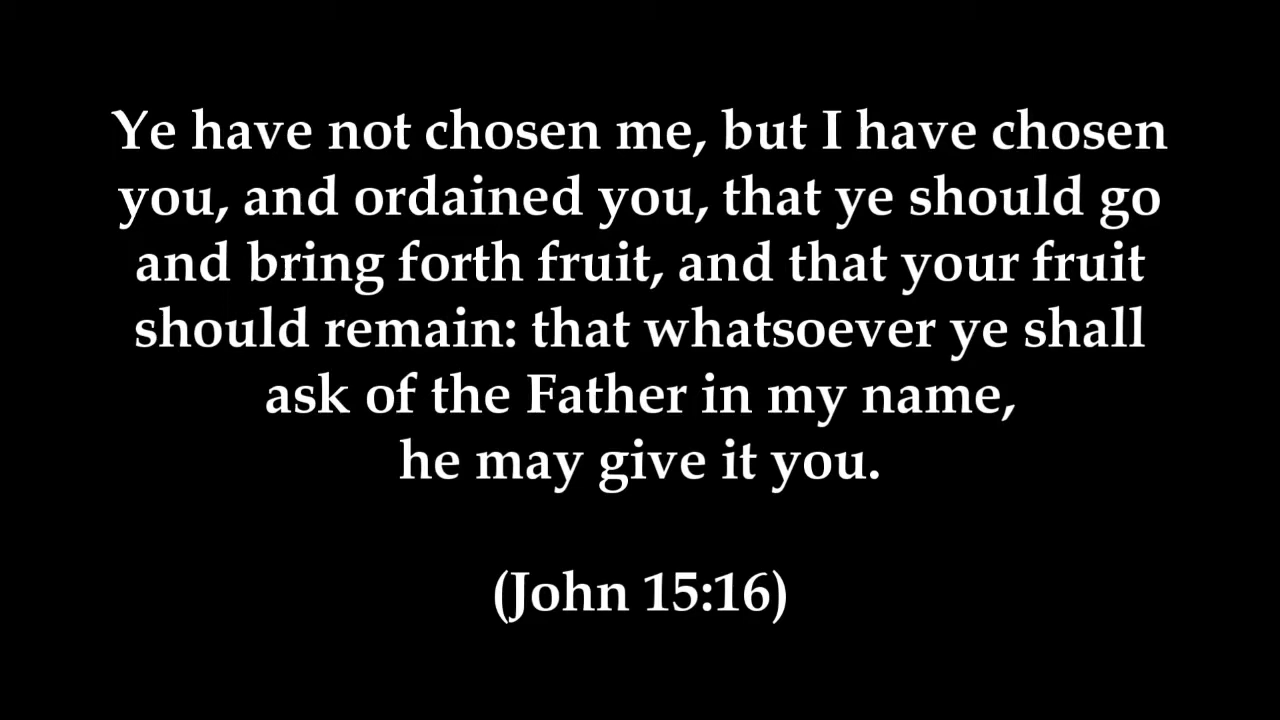 Ye have not chosen me, but I have chosen
you, and ordained you, that ye should go
and bring forth fruit, and that your fruit
should remain: that whatsoever ye shall
ask of the Father in my name,
he may give it you.
(John 15:16)